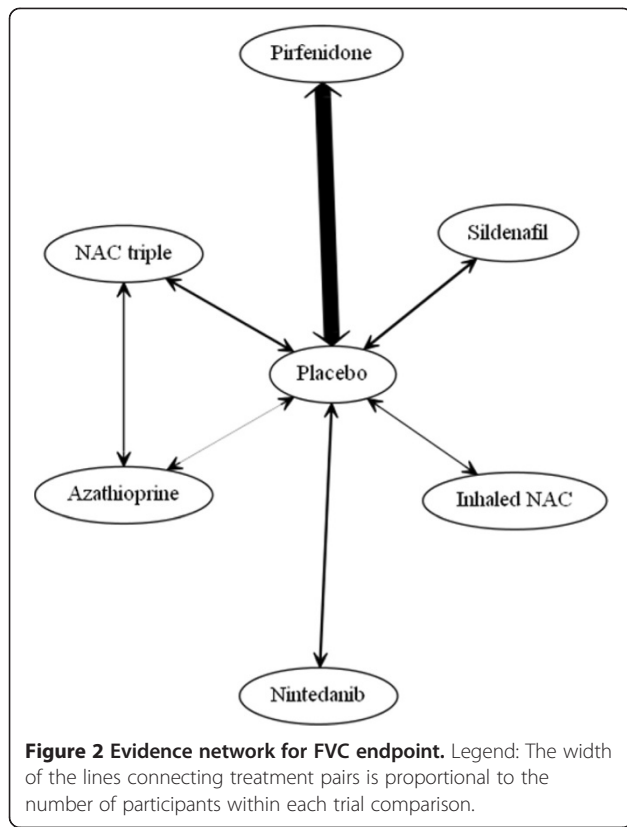 Pirfenidone
Sildenafil
NAC triple
Placebo
Azathioprine
Inhaled NAC
Nintedanib
Figure 2 Evidence network for FVC endpoint. Legend: The width
of the lines connecting treatment pairs is proportional to the
number of participants within each trial comparison.